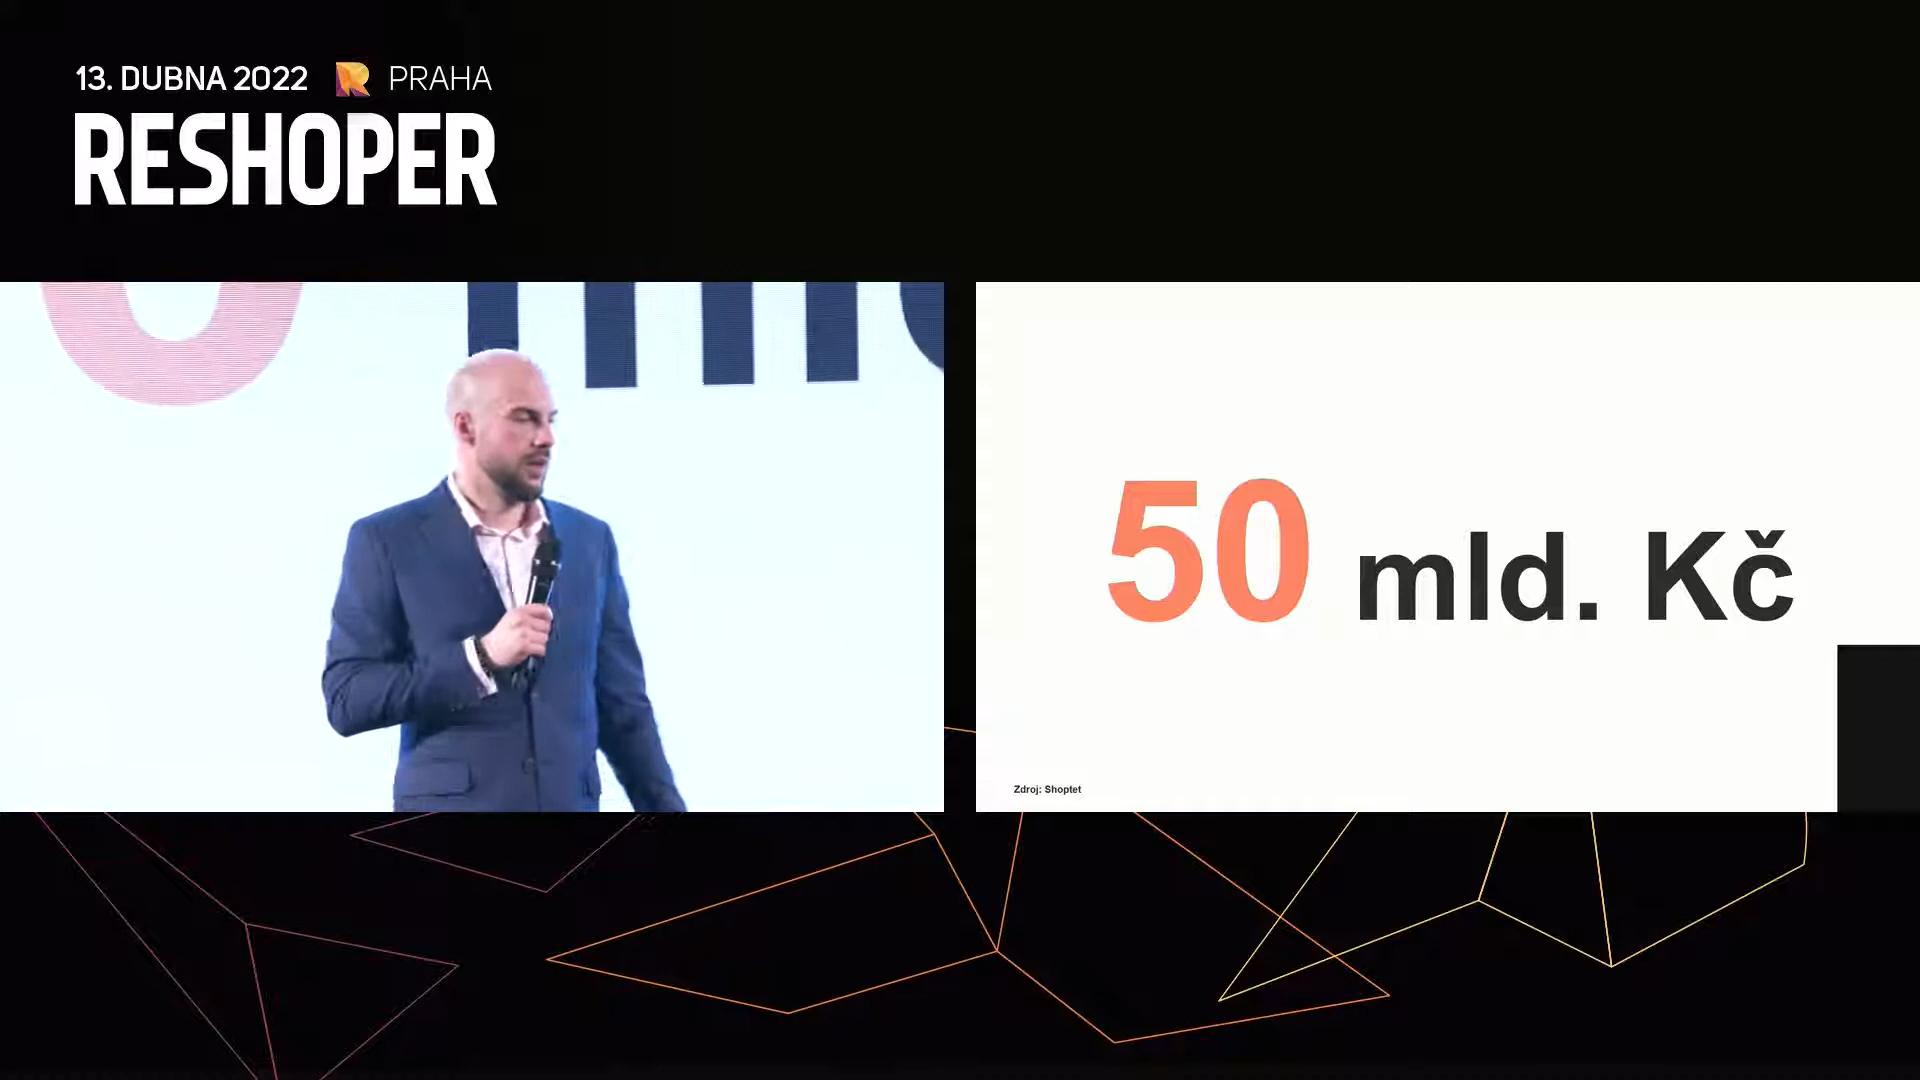 13. DUBNA 2022 PRAHA
RESHOPER
50 mld. Kč
Zdroj: Shoptet